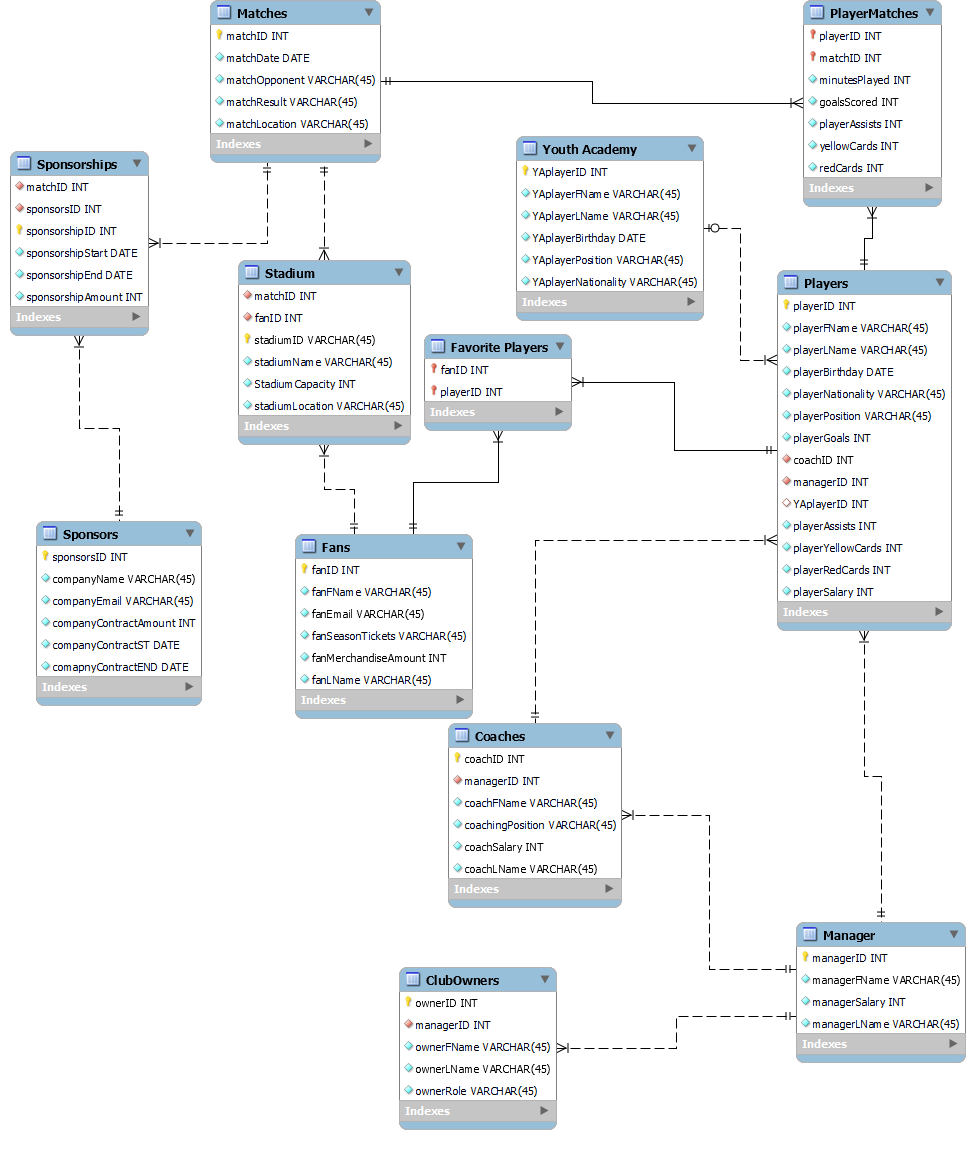 Matches
matchID INT
matchDate DATE
matchOpponent VARCHAR(45)
matchResult VARCHAR(45)
matchLocation VARCHAR(45)
Indexes
PlayerMatches
playerID INT
matchID INT
minutesPlayed INT
goalsScored INT
playerAssists INT
yellowCards INT
redCards INT
Indexes
Sponsorships
matchID INT
sponsorsID INT
sponsorshipID INT
sponsorshipStart DATE
sponsorshipEnd DATE
sponsorshipAmount INT
Indexes
Youth Academy
YAplayerID INT
YAplayerFName VARCHAR(45)
YAplayerLName VARCHAR(45)
YAplayerBirthday DATE
YAplayerPosition VARCHAR(45)
YAplayerNationality VARCHAR(45)
Indexes
Stadium
matchID INT
fanID INT
stadiumID VARCHAR(45)
stadiumName VARCHAR(45)
StadiumCapacity INT
stadiumLocation VARCHAR(45)
Indexes
Favorite Players
fanID INT
playerID INT
Indexes
Players
playerID INT
playerFName VARCHAR(45)
playerLName VARCHAR(45)
playerBirthday DATE
playerNationality VARCHAR(45)
playerPosition VARCHAR(45)
playerGoals INT
coachID INT
managerID INT
YAplayerID INT
playerAssists INT
playerYellowCards INT
playerRedCards INT
playerSalary INT
Indexes
Sponsors
sponsorsID INT
companyName VARCHAR(45)
companyEmail VARCHAR(45)
companyContractAmount INT
companyContractST DATE
comapnyContractEND DATE
Indexes
Fans
fanID INT
fanFName VARCHAR(45)
fanEmail VARCHAR(45)
fanSeasonTickets VARCHAR(45)
fanMerchandiseAmount INT
fanLName VARCHAR(45)
Indexes
Coaches
coachID INT
managerID INT
coachFName VARCHAR(45)
coachingPosition VARCHAR(45)
coachSalary INT
coachLName VARCHAR(45)
Indexes
Manager
managerID INT
managerFName VARCHAR(45)
managerSalary INT
managerLName VARCHAR(45)
Indexes
ClubOwners
ownerID INT
managerID INT
ownerFName VARCHAR(45)
ownerLName VARCHAR(45)
ownerRole VARCHAR(45)
Indexes